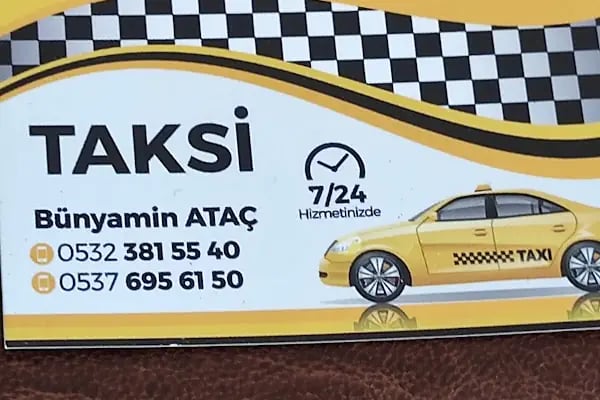 TAKSİ
7/24
Hizmetinizde
Bünyamin ATAÇ
0532 381 55 40
0537 695 61 50
TAXI